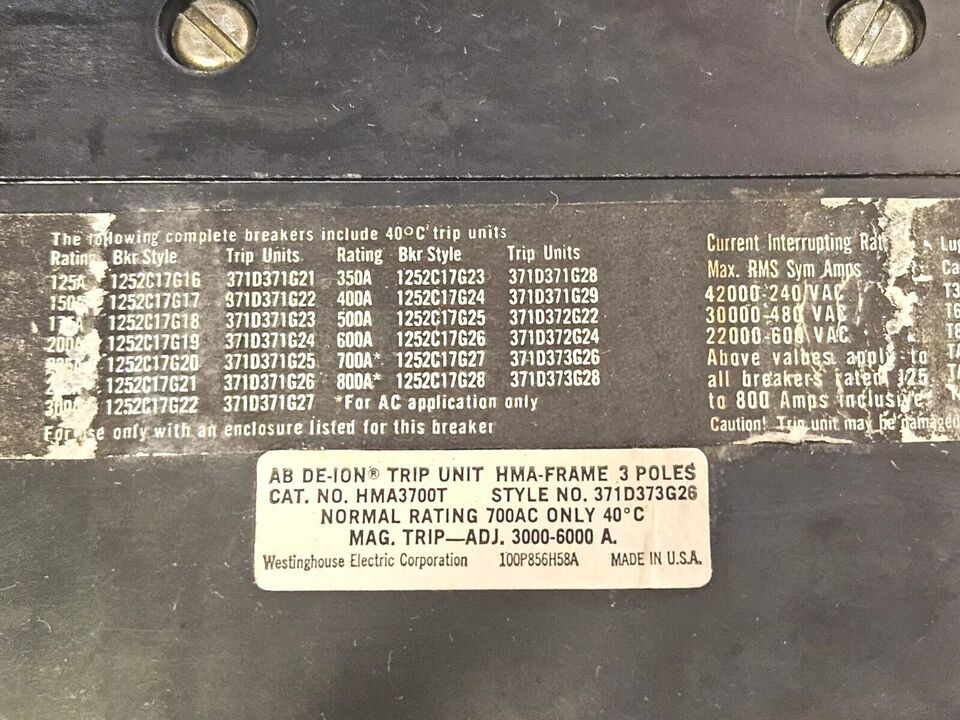 The following complete breakers include 40°C trip units
Rating Bkr Style Trip Units Rating Bkr Style Trip Units
125A 1252C17G16 371D371G21 350A 1252C17G23 371D371G28
150A 1252C17G17 371D371G22 400A 1252C17G24 371D371G29
1252C17G18 371D371G23 500A 1252C17G25 371D372G22
200A 1252C17G19 371D371G24 600A 1252C17G26 371D372G24
1252C17G20 371D371G25 700A* 1252C17G27 371D373G26
1252C17G21 371D371G26 800A* 1252C17G28 371D373G28
300A 1252C17G22 371D371G27 *For AC application only
For use only with an enclosure listed for this breaker
Current Interrupting
Max. RMS Sym Amps
42000-240 VAC
30000-480 VAC
22000-600 VAC
Above values apply to
all breakers rated 125
to 800 Amps inclusive
Caution! Trip unit may be damaged
AB DE-ION® TRIP UNIT HMA-FRAME 3 POLES
CAT. NO. HMA3700T STYLE NO. 371D373G26
NORMAL RATING 700AC ONLY 40°C
MAG. TRIP—ADJ. 3000-6000 A.
Westinghouse Electric Corporation 100P856H58A MADE IN U.S.A.